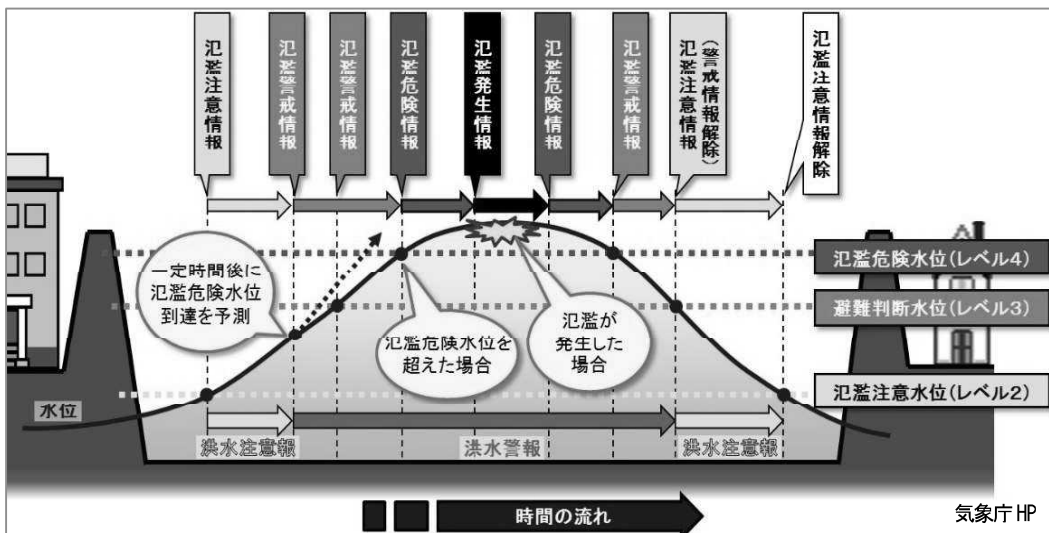 氾濫注意情報
氾濫警戒情報
氾濫警戒情報
氾濫危険情報
氾濫発生情報
氾濫危険情報
氾濫警戒情報
氾濫注意情報
（警戒情報解除）
氾濫注意情報解除
一定時間後に
氾濫危険水位
到達を予測
氾濫危険水位を
超えた場合
氾濫が
発生した
場合
氾濫危険水位(レベル4)
避難判断水位(レベル3)
氾濫注意水位(レベル2)
水位
洪水注意報
洪水警報
洪水注意報
時間の流れ
気象庁HP